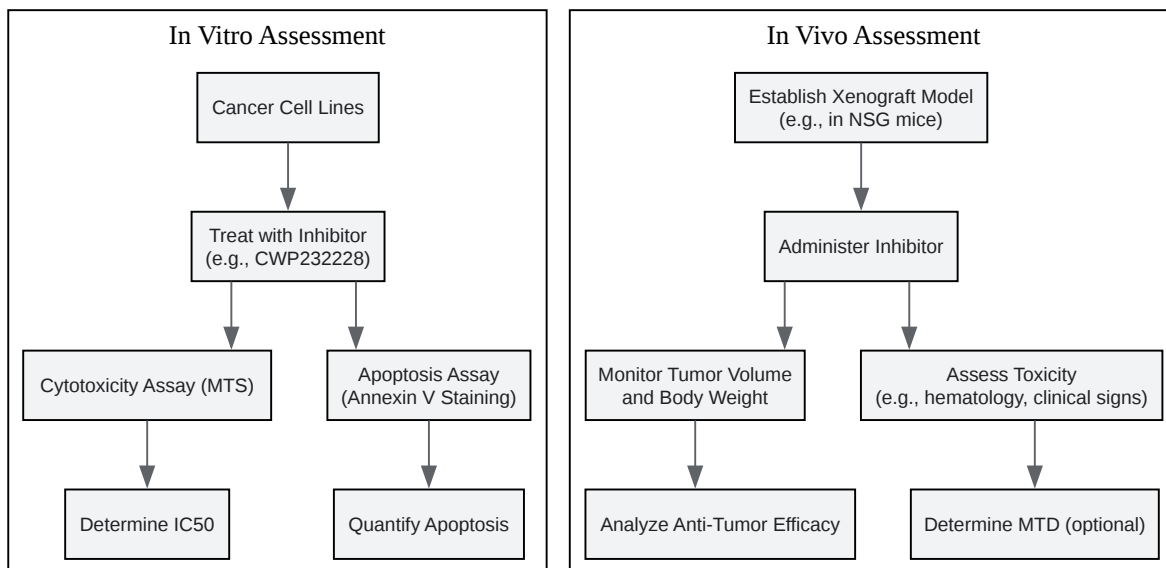 In Vitro Assessment
Cancer Cell Lines
Treat with Inhibitor
(e.g., CWP232228)
Cytotoxicity Assay (MTS)
Apoptosis Assay
(Annexin V Staining)
Determine IC50
Quantify Apoptosis
In Vivo Assessment
Establish Xenograft Model
(e.g., in NSG mice)
Administer Inhibitor
Monitor Tumor Volume
and Body Weight
Assess Toxicity
(e.g., hematology, clinical signs)
Analyze Anti-Tumor Efficacy
Determine MTD (optional)